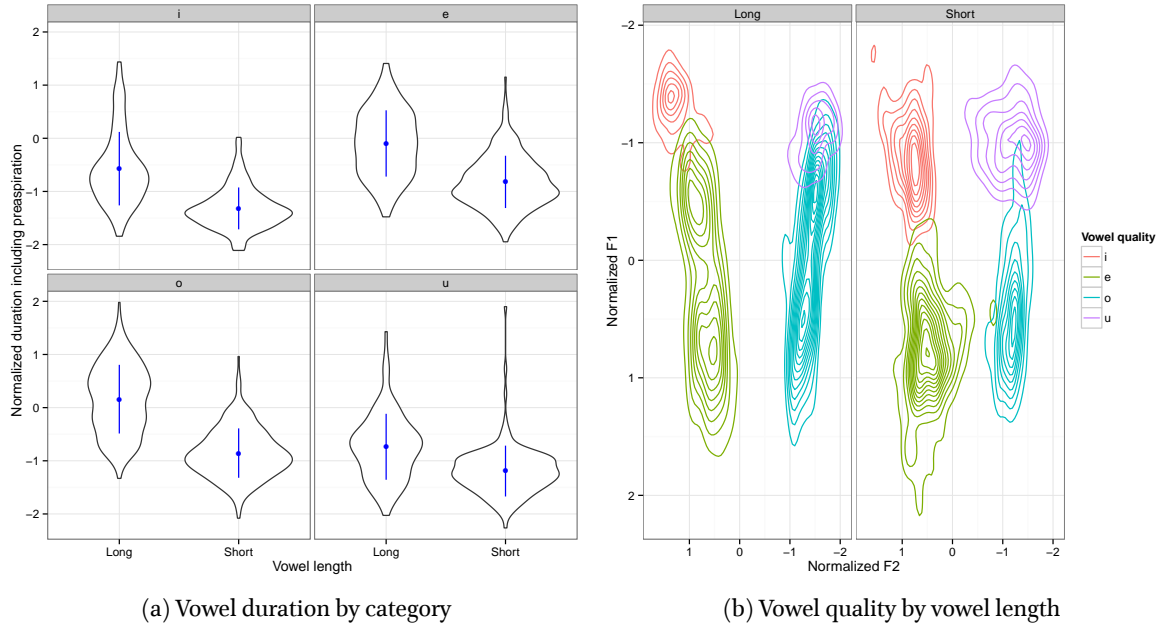 i
e
2
1
0
−1
−2
o
u
2
1
0
−1
−2
Long
Short
Long
Short
Vowel length
Normalized duration including preaspiration
(a) Vowel duration by category
Long
Short
−2
−1
0
1
2
Normalized F1
1
0
−1
−2
1
0
−1
−2
Normalized F2
Vowel quality
i
e
o
u
(b) Vowel quality by vowel length